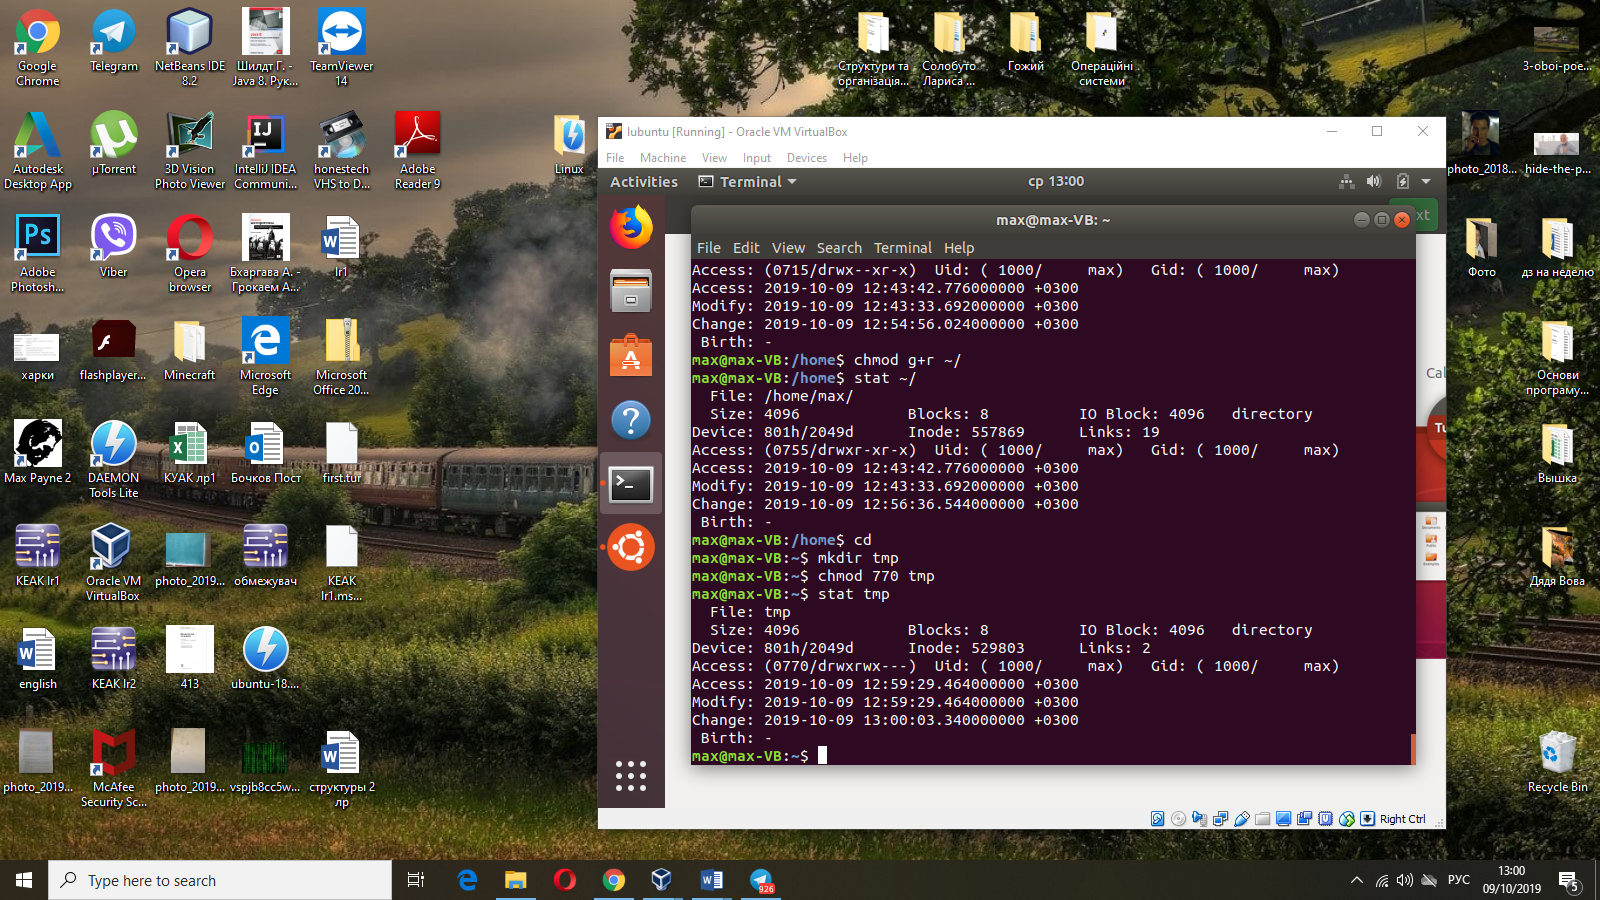 Google Chrome
Telegram
NetBeans IDE 8.2
Шилдт Г. - Java 8. Рук...
TeamViewer 14
Структури та організація...
Солобуто Лариса ...
Гожий
Операційні системи
3-oboi-poe...
Autodesk Desktop App
µTorrent
3D Vision Photo Viewer
IntelliJ IDEA Communi...
honestech VHS to D...
Adobe Reader 9
Linux
photo_2018...
hide-the-p...
Adobe Photosh...
Viber
Opera browser
Бхаргава А. - Грокаем А...
lr1
Фото
дз на неделю
харки
flashplayer...
Minecraft
Microsoft Edge
Microsoft Office 20...
Основи програму...
Max Payne 2
DAEMON Tools Lite
КУАК лр1
Бочков Пост
first.tur
Вышка
КЕАК lr1
Oracle VM VirtualBox
photo_2019...
обмежувач
КЕАК lr1.ms...
Дядя Вова
english
КЕАК lr2
413
ubuntu-18....
photo_2019...
McAfee Security Sc...
photo_2019...
vspjb8cc5w...
структуры 2 лр
Recycle Bin
lubuntu [Running] - Oracle VM VirtualBox
File Machine View Input Devices Help
Activities Terminal ср 13:00
max@max-VB: ~
File Edit View Search Terminal Help
Access: (0715/drwx--xr-x)  Uid: ( 1000/     max)   Gid: ( 1000/     max)
Access: 2019-10-09 12:43:42.776000000 +0300
Modify: 2019-10-09 12:43:33.692000000 +0300
Change: 2019-10-09 12:54:56.024000000 +0300
 Birth: -
max@max-VB:/home$ chmod g+r ~/
max@max-VB:/home$ stat ~/
  File: /home/max/
  Size: 4096            Blocks: 8          IO Block: 4096   directory
Device: 801h/2049d      Inode: 557869      Links: 19
Access: (0755/drwxr-xr-x)  Uid: ( 1000/     max)   Gid: ( 1000/     max)
Access: 2019-10-09 12:43:42.776000000 +0300
Modify: 2019-10-09 12:43:33.692000000 +0300
Change: 2019-10-09 12:56:36.544000000 +0300
 Birth: -
max@max-VB:/home$ cd
max@max-VB:~$ mkdir tmp
max@max-VB:~$ chmod 770 tmp
max@max-VB:~$ stat tmp
  File: tmp
  Size: 4096            Blocks: 8          IO Block: 4096   directory
Device: 801h/2049d      Inode: 529803      Links: 2
Access: (0770/drwxrwx---)  Uid: ( 1000/     max)   Gid: ( 1000/     max)
Access: 2019-10-09 12:59:29.464000000 +0300
Modify: 2019-10-09 12:59:29.464000000 +0300
Change: 2019-10-09 13:00:03.340000000 +0300
 Birth: -
max@max-VB:~$
Right Ctrl
Type here to search
РУС
13:00
09/10/2019
5